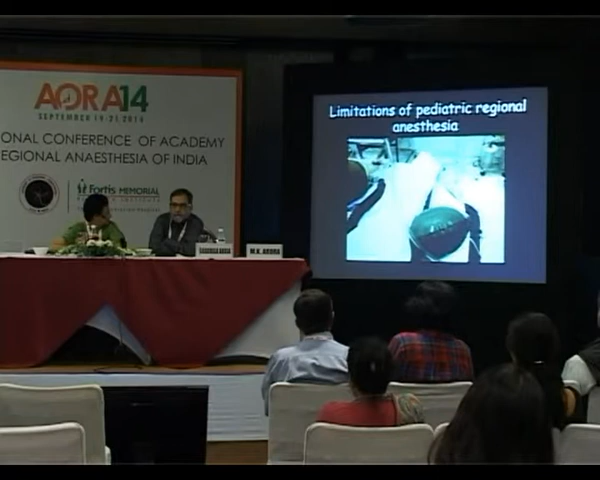 AORA14
SEPTEMBER 19-21 2014
ONAL CONFERENCE OF ACADEMY
EGIONAL ANAESTHESIA OF INDIA
Fortis MEMORIAL
M.K. ARORA
Limitations of pediatric regional
anesthesia